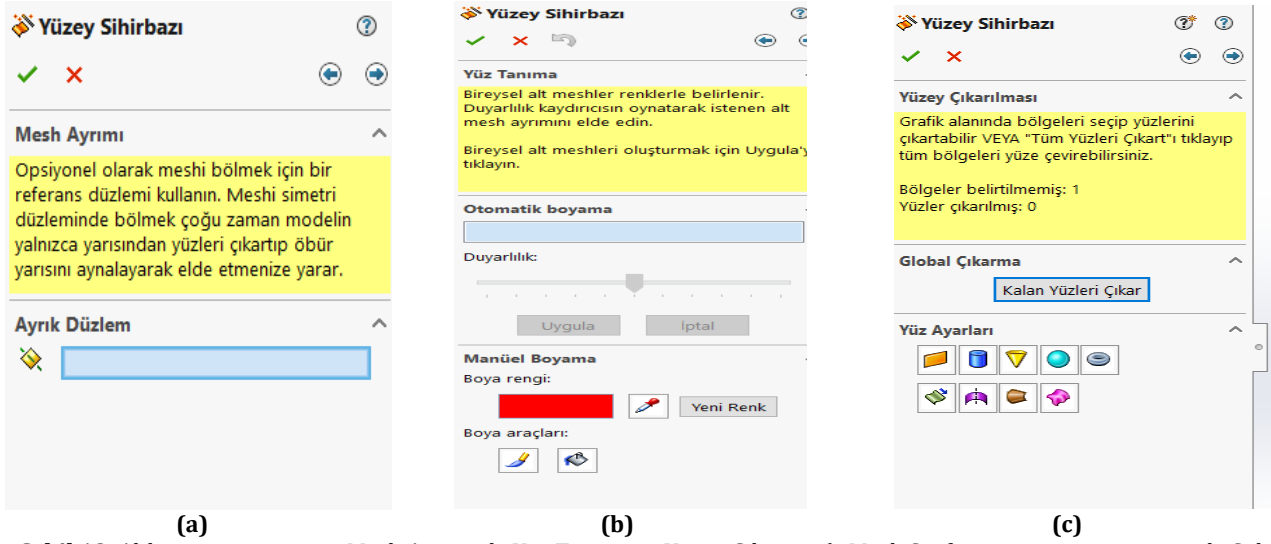 Yüzey Sihirbazı
Mesh Ayrımı
Opsiyonel olarak meshi bölmek için bir
referans düzlemi kullanın. Meshi simetri
düzleminde bölmek çoğu zaman modelin
yalnızca yarısından yüzleri çıkartıp öbür
yarısını aynalayarak elde etmenize yarar.
Ayrık Düzlem
(a)
Yüzey Sihirbazı
Yüz Tanıma
Bireysel alt meshler renklerle belirlenir.
Duyarlılık kaydırıcısın oynatarak istenen alt
mesh ayrımını elde edin.
Bireysel alt meshleri oluşturmak için Uygula'y
tıklayın.
Otomatik boyama
Duyarlılık:
Uygula
İptal
Manüel Boyama
Boya rengi:
Yeni Renk
Boya araçları:
(b)
Yüzey Sihirbazı
Yüzey Çıkarılması
Grafik alanında bölgeleri seçip yüzlerini
çıkartabilir VEYA "Tüm Yüzleri Çıkart"ı tıklayıp
tüm bölgeleri yüze çevirebilirsiniz.
Bölgeler belirtilmemiş: 1
Yüzler çıkarılmış: 0
Global Çıkarma
Kalan Yüzleri Çıkar
Yüz Ayarları
(c)